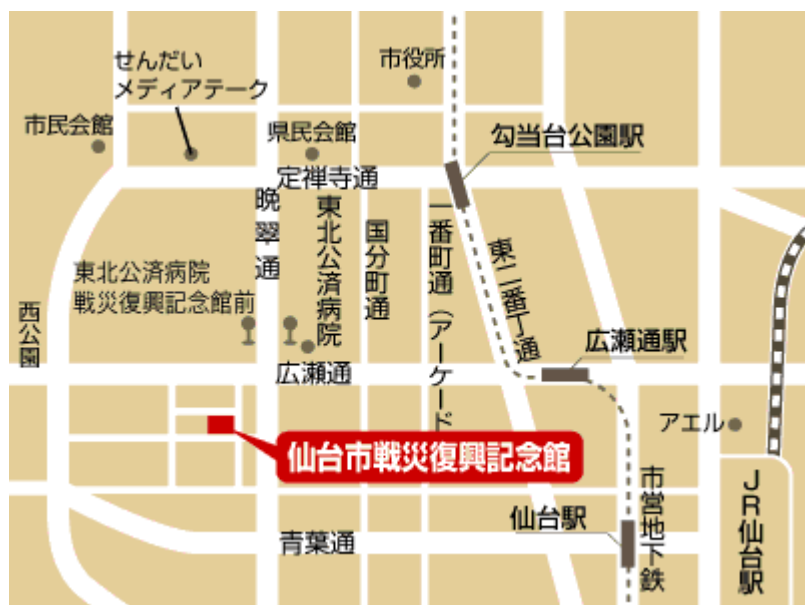 せんだい
メディアテーク
市役所
市民会館
県民会館
勾当台公園駅
定禅寺通
晩翠通
東北公済病院
国分町通
一番町通（アーケード
東二番丁通
東北公済病院
戦災復興記念館前
西公園
広瀬通
広瀬通駅
アエル
仙台市戦災復興記念館
仙台駅
市営地下鉄
JR仙台駅
青葉通